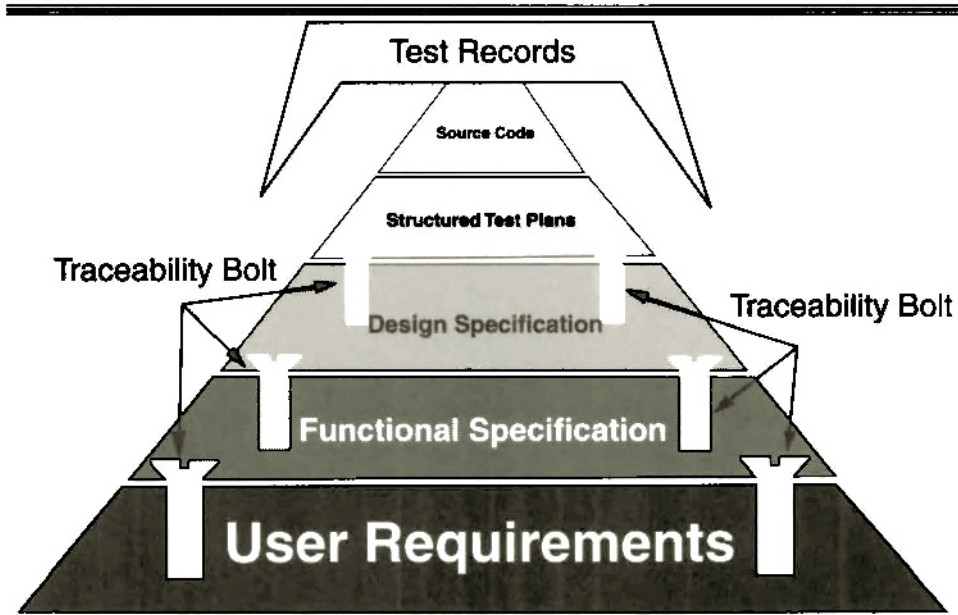 Test Records
Source Code
Structured Test Plans
Traceability Bolt
Traceability Bolt
Design Specification
Functional Specification
User Requirements